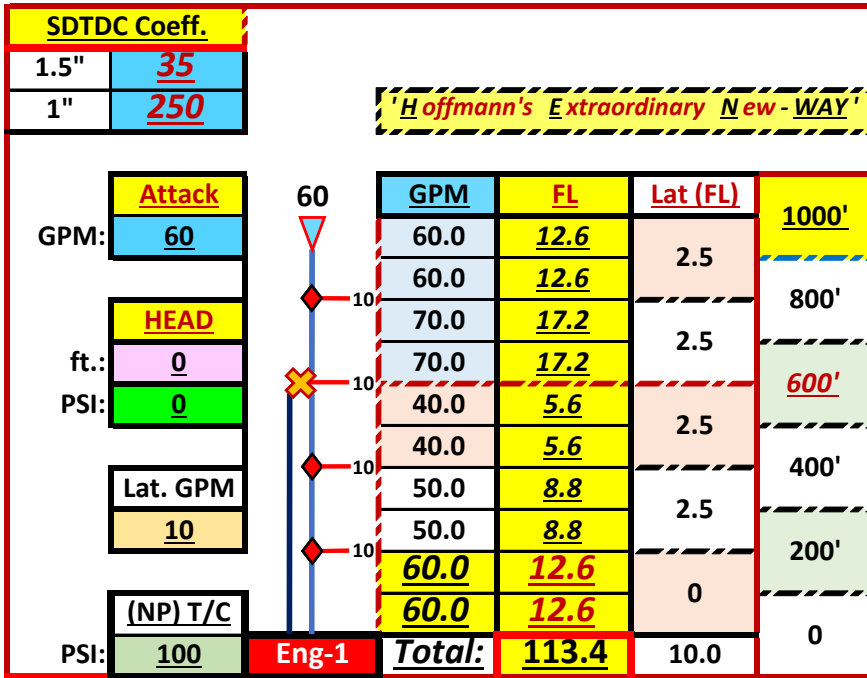 SDTDC Coeff.
1.5" 35
1" 250
'Hoffmann's Extraordinary New-WAY'
Attack
GPM: 60
HEAD
ft.: 0
PSI: 0
Lat. GPM
10
(NP) T/C
PSI: 100
60
10
10
10
10
Eng-1
GPM FL Lat (FL)
60.0 12.6
60.0 12.6
2.5
70.0 17.2
70.0 17.2
2.5
40.0 5.6
40.0 5.6
2.5
50.0 8.8
50.0 8.8
2.5
60.0 12.6
60.0 12.6
0
Total: 113.4 10.0
1000'
800'
600'
400'
200'
0